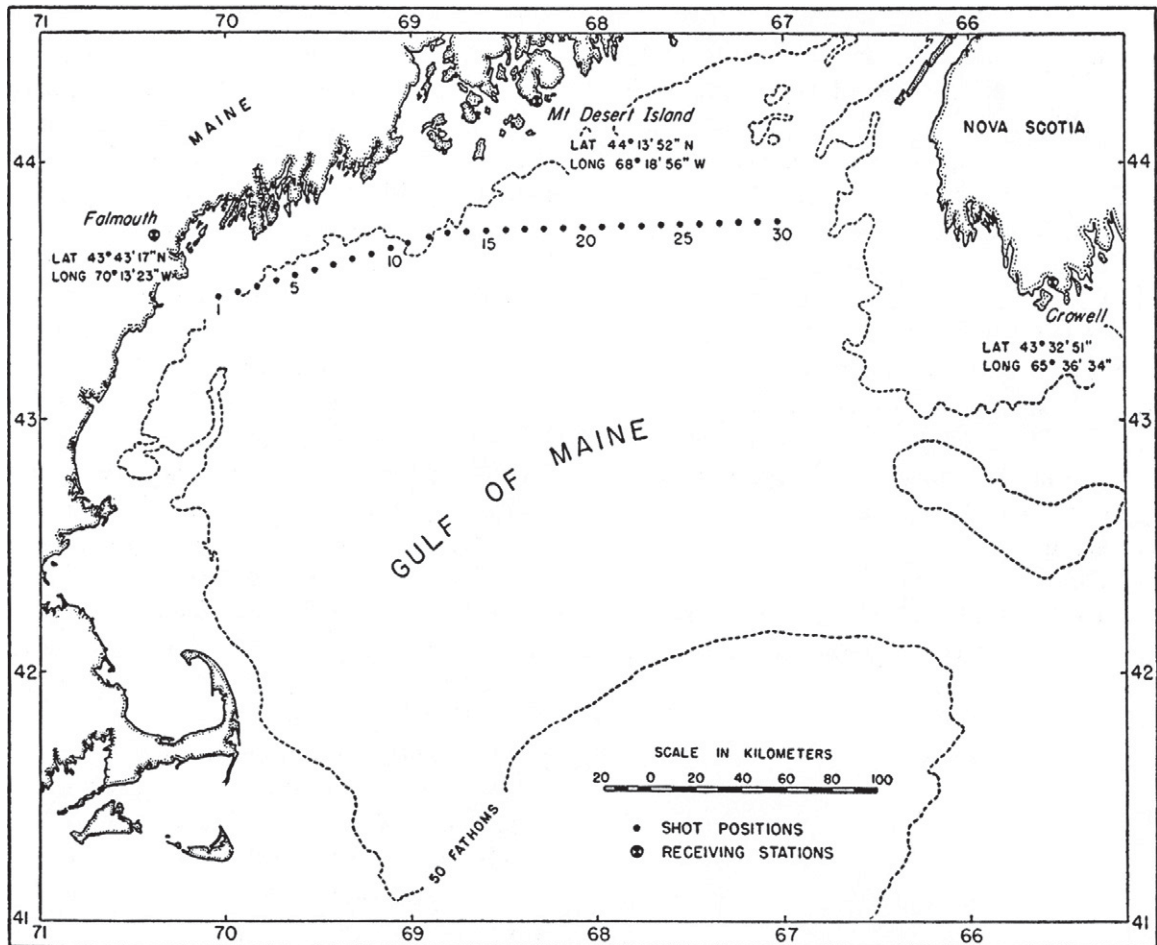 71 70 69 68 67 66
MAINE
Mt Desert Island
LAT 44° 13' 52" N
LONG 68° 18' 56" W
NOVA SCOTIA
44 44
Falmouth
LAT 43° 43' 17" N
LONG 70° 13' 23" W
1 5 10 15 20 25 30
Crowell
LAT 43° 32' 51"
LONG 65° 36' 34"
43 43
GULF OF MAINE
42 42
SCALE IN KILOMETERS
20 0 20 40 60 80 100
50 FATHOMS
SHOT POSITIONS
RECEIVING STATIONS
41 41
71 70 69 68 67 66